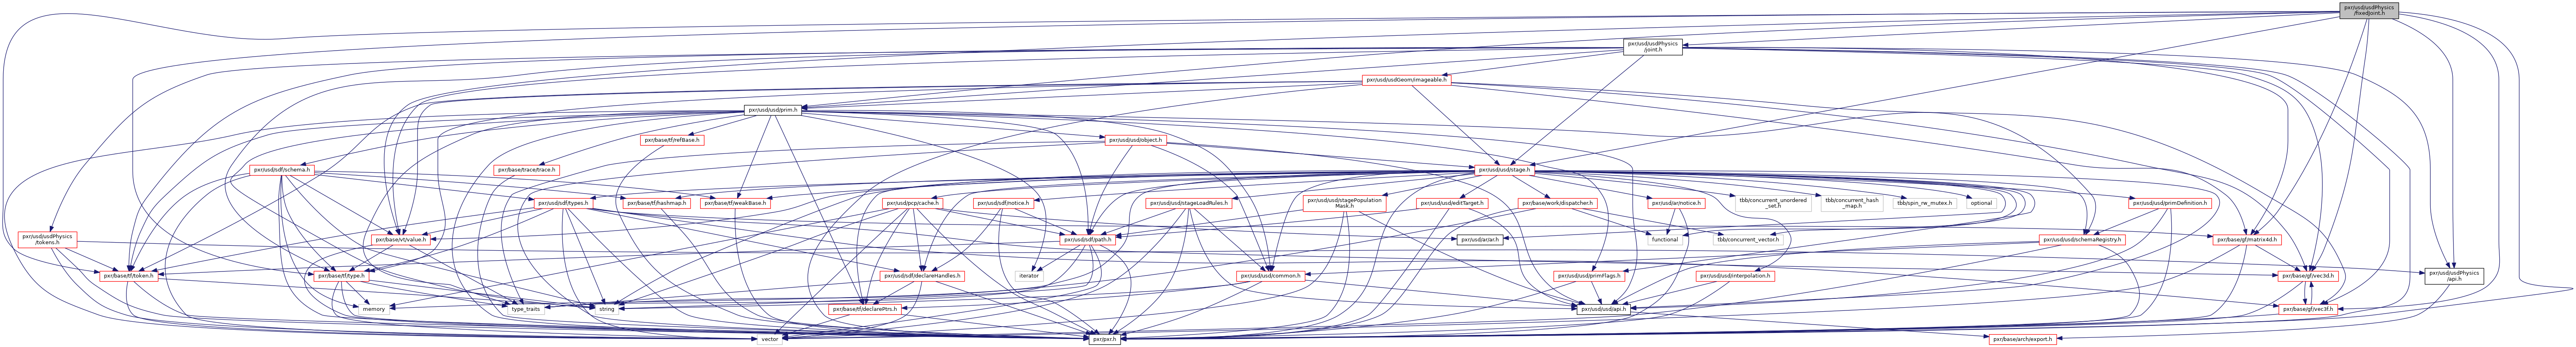 pxr/usd/usdPhysics
/fixedJoint.h
pxr/usd/usdPhysics
/joint.h
pxr/usd/usdGeom/imageable.h
pxr/usd/usd/prim.h
pxr/base/tf/refBase.h
pxr/usd/usd/object.h
pxr/usd/sdf/schema.h
pxr/base/trace/trace.h
pxr/usd/usd/stage.h
pxr/usd/sdf/types.h
pxr/base/tf/hashmap.h
pxr/base/tf/weakBase.h
pxr/usd/pcp/cache.h
pxr/usd/sdf/notice.h
pxr/usd/usd/stageLoadRules.h
pxr/usd/usd/stagePopulation
Mask.h
pxr/usd/usd/editTarget.h
pxr/base/work/dispatcher.h
pxr/usd/ar/notice.h
tbb/concurrent_unordered
_set.h
tbb/concurrent_hash
_map.h
tbb/spin_rw_mutex.h
optional
pxr/usd/usd/primDefinition.h
pxr/usd/usdPhysics
/tokens.h
pxr/base/vt/value.h
pxr/usd/sdf/path.h
pxr/usd/ar/ar.h
functional
tbb/concurrent_vector.h
pxr/usd/usd/schemaRegistry.h
pxr/base/gf/matrix4d.h
pxr/base/tf/token.h
pxr/base/tf/type.h
pxr/usd/sdf/declareHandles.h
iterator
pxr/usd/usd/common.h
pxr/usd/usd/primFlags.h
pxr/usd/usd/interpolation.h
pxr/base/gf/vec3d.h
pxr/usd/usdPhysics
/api.h
memory
type_traits
string
pxr/base/tf/declarePtrs.h
pxr/usd/usd/api.h
pxr/base/gf/vec3f.h
vector
pxr/pxr.h
pxr/base/arch/export.h